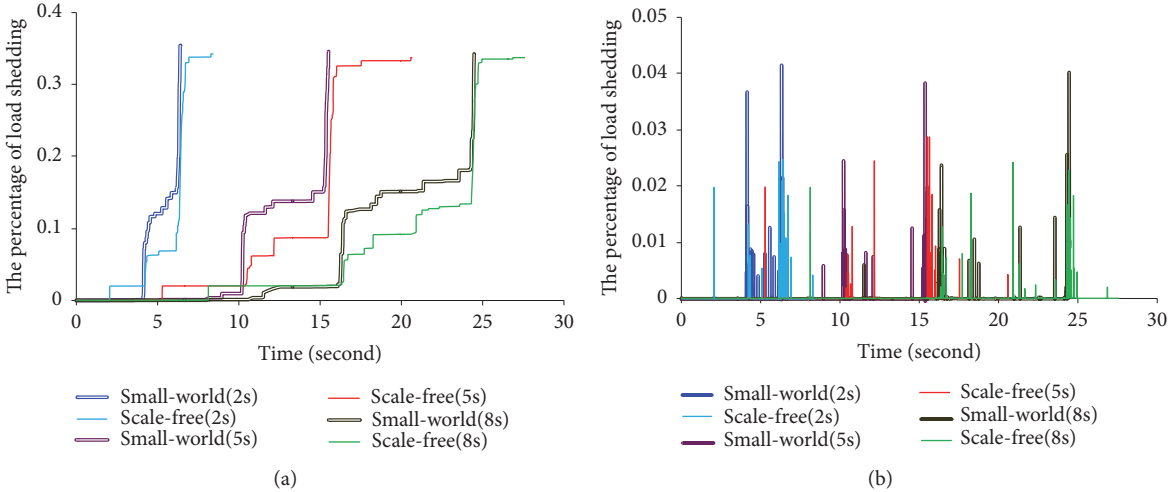 The percentage of load shedding
0.4
0.3
0.2
0.1
0
0 5 10 15 20 25 30
Time (second)
Small-world(2s)
Scale-free(2s)
Small-world(5s)
Scale-free(5s)
Small-world(8s)
Scale-free(8s)
(a)
The percentage of load shedding
0.05
0.04
0.03
0.02
0.01
0
0 5 10 15 20 25 30
Time (second)
Small-world(2s)
Scale-free(2s)
Small-world(5s)
Scale-free(5s)
Small-world(8s)
Scale-free(8s)
(b)